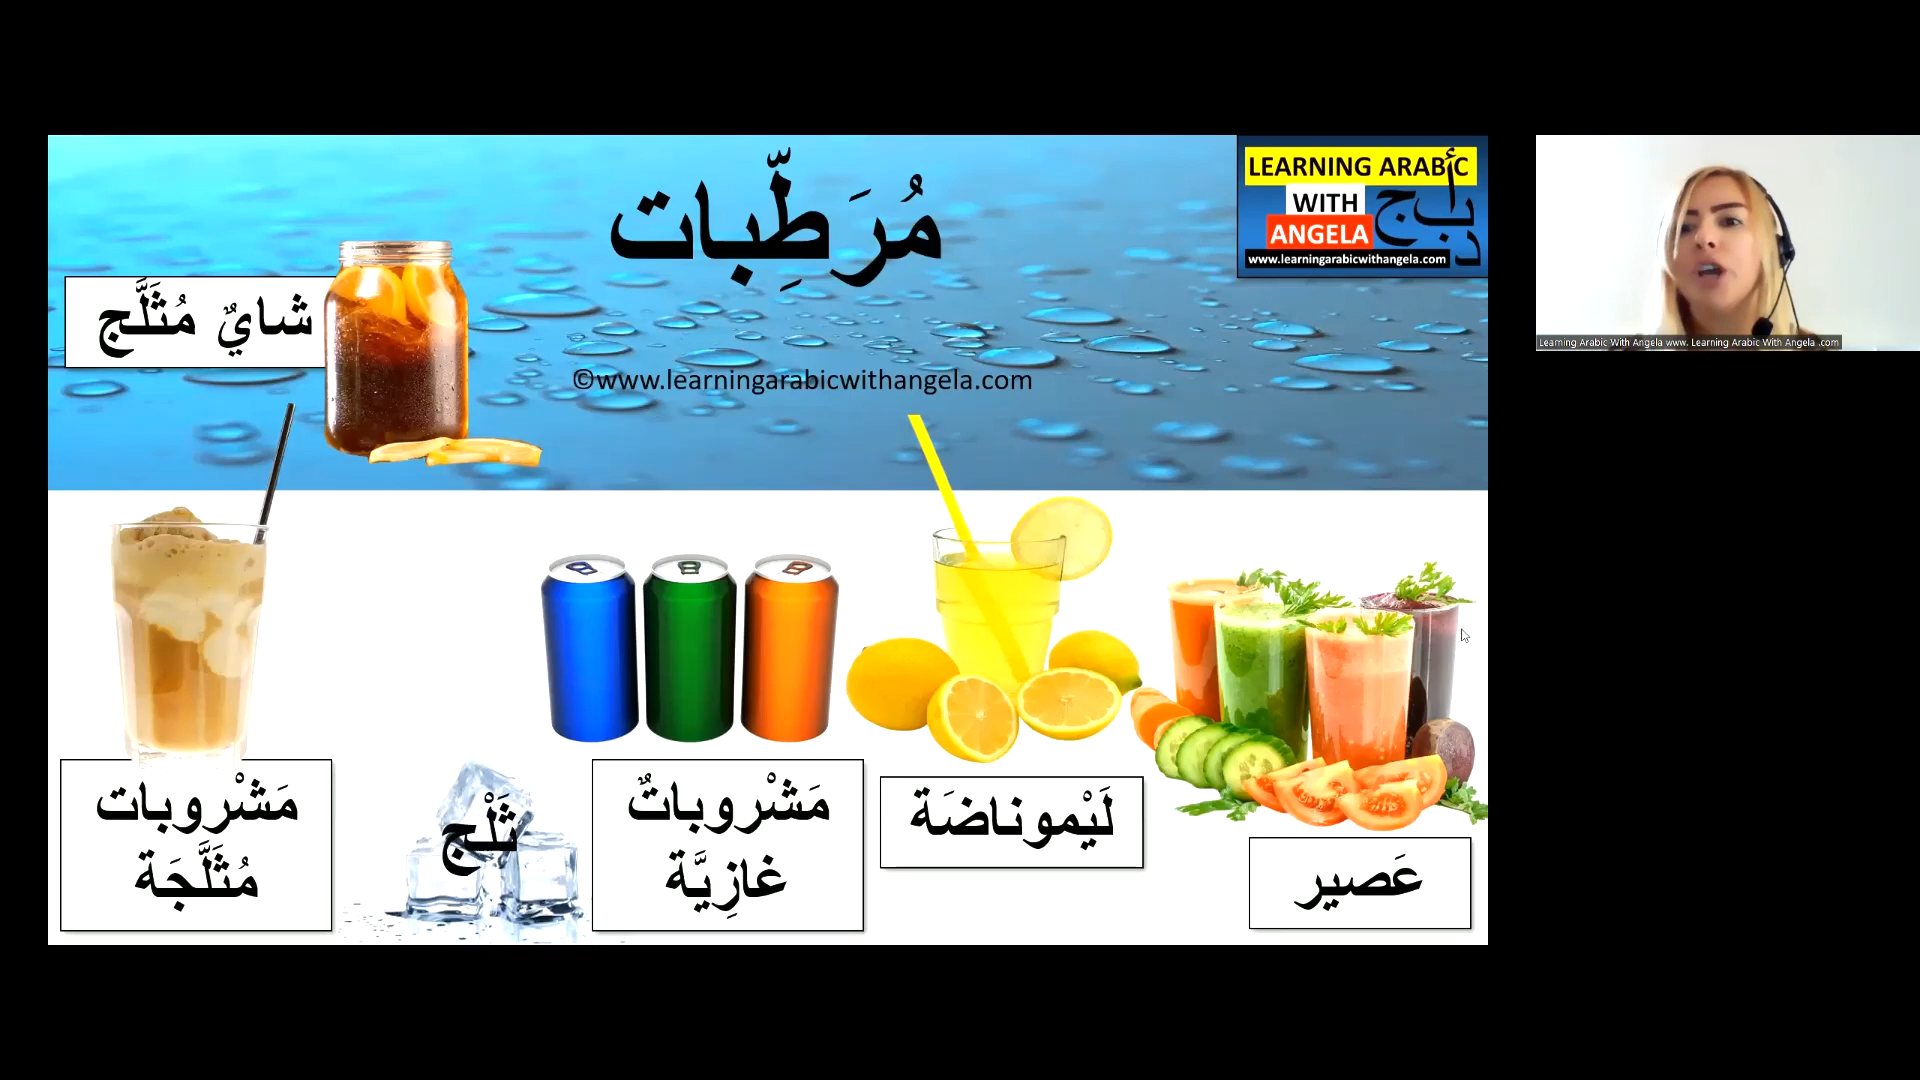 مُرَطِّبات
LEARNING ARABIC
WITH
ANGELA
www.learningarabicwithangela.com
أ ب ج د
شايٌ مُثَلَّج
©www.learningarabicwithangela.com
مَشْروبات
مُثَلَّجَة
ثَلْج
مَشْروباتٌ
غازِيَّة
لَيْموناضَة
عَصير
Learning Arabic With Angela www. Learning Arabic With Angela .com